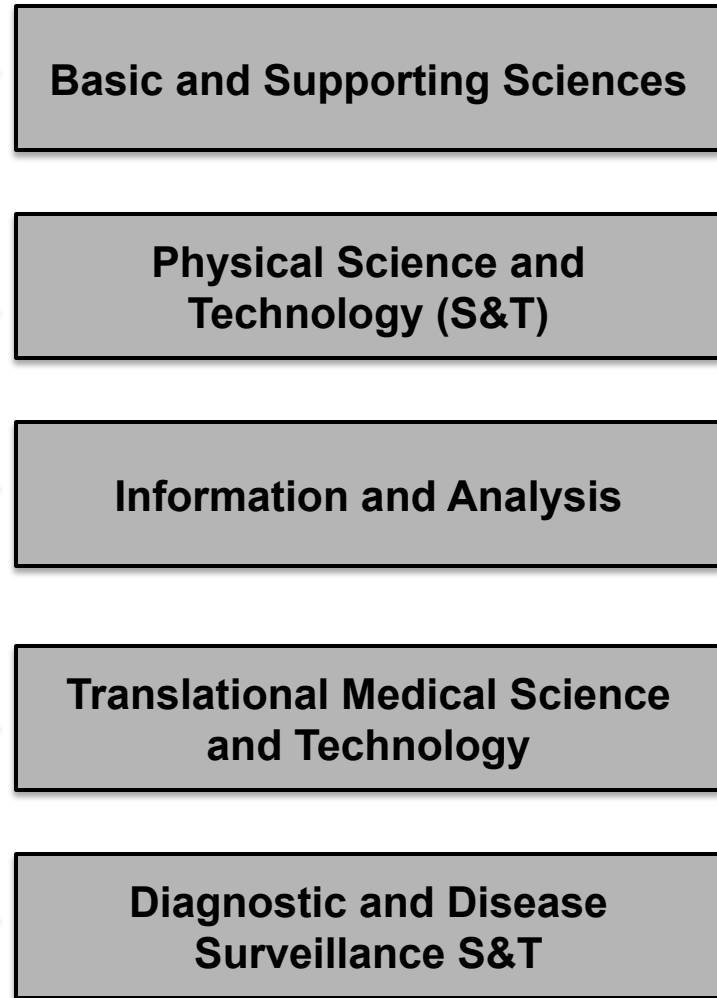 Basic and Supporting Sciences
Physical Science and
Technology (S&T)
Information and Analysis
Translational Medical Science
and Technology
Diagnostic and Disease
Surveillance S&T